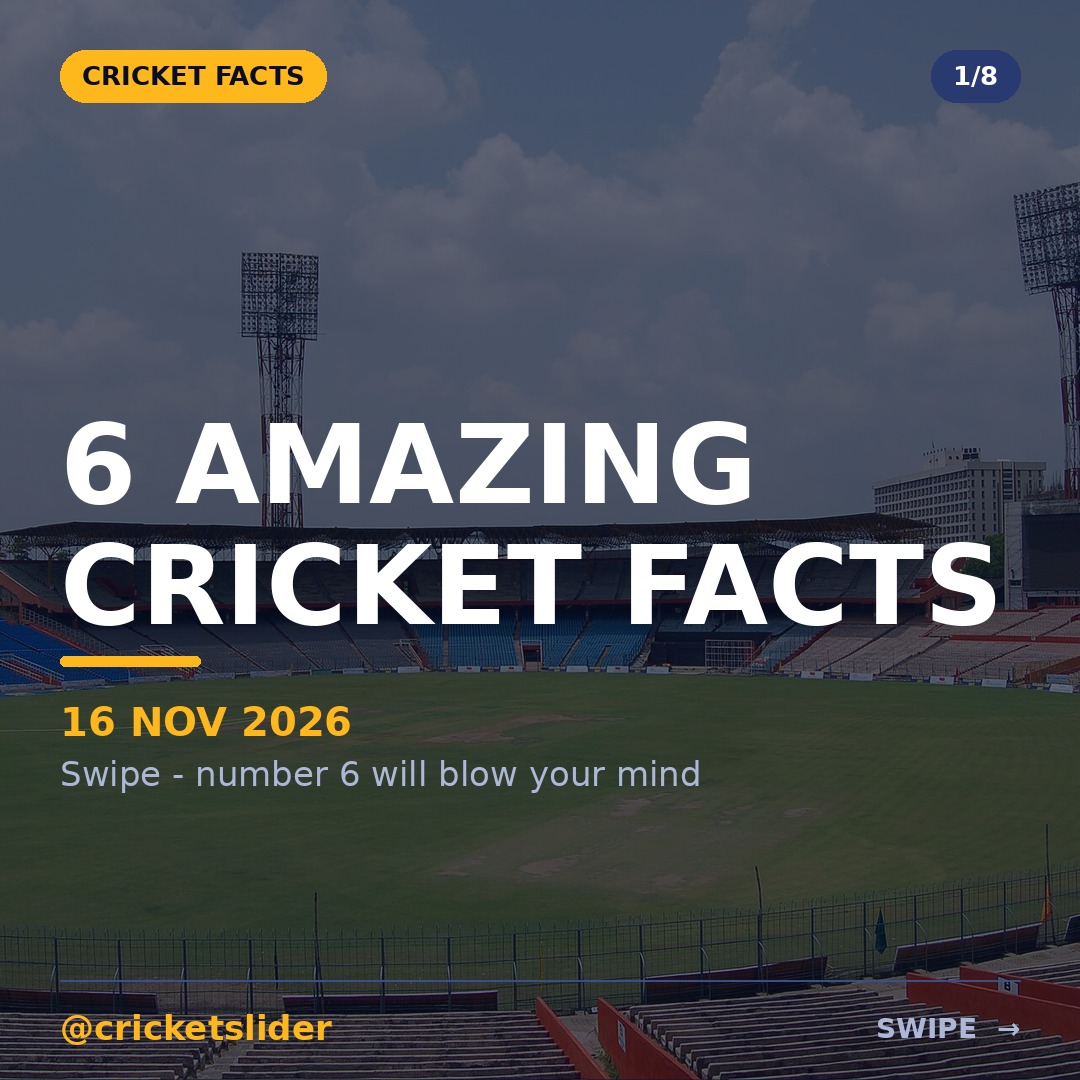 CRICKET FACTS
1/8
6 AMAZING
CRICKET FACTS
16 NOV 2026
Swipe - number 6 will blow your mind
B
@cricketslider
SWIPE →